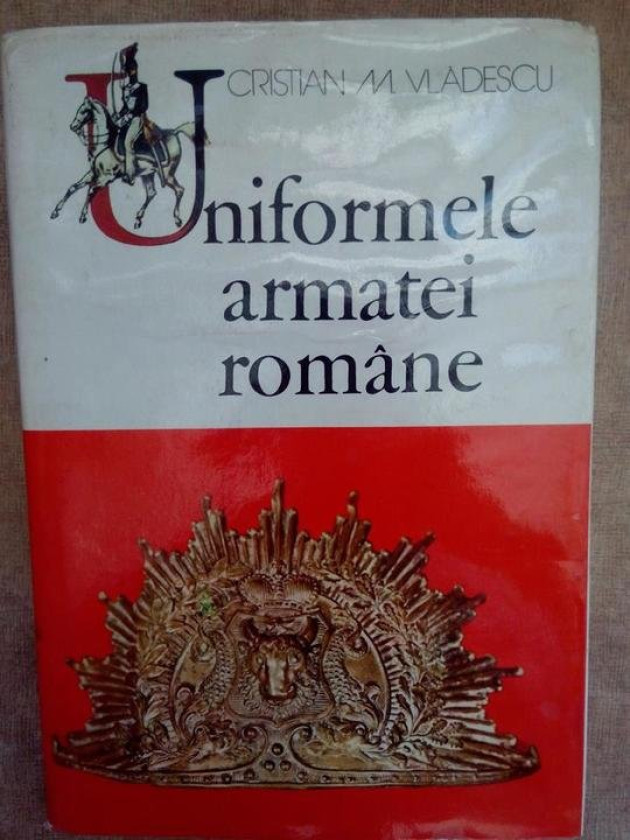 CRISTIAN M. VLĂDESCU
Uniformele
armatei
române